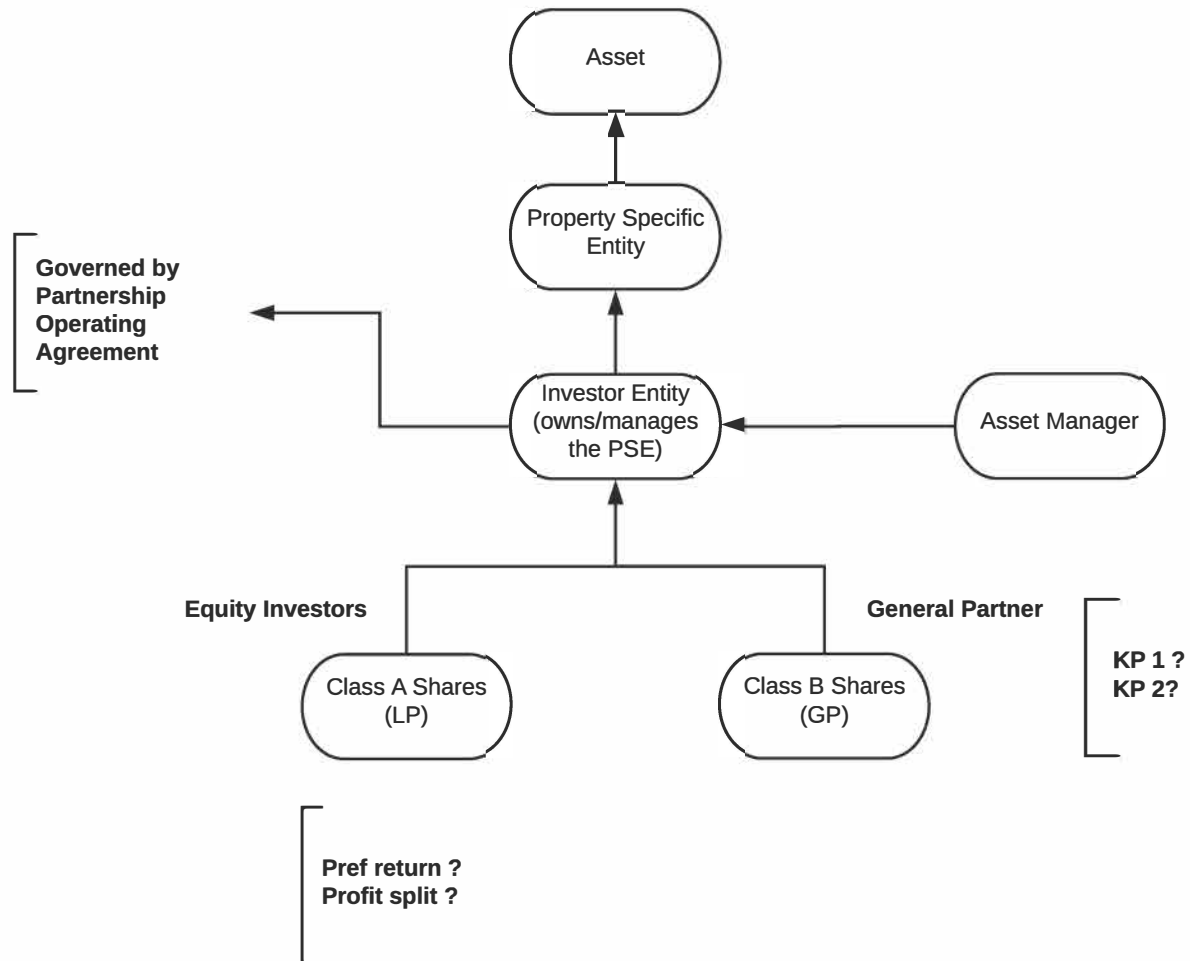 Asset
Property Specific
Entity
Governed by
Partnership
Operating
Agreement
Investor Entity
(owns/manages
the PSE)
Asset Manager
Equity Investors
General Partner
Class A Shares
(LP)
Class B Shares
(GP)
KP 1 ?
KP 2?
Pref return ?
Profit split ?